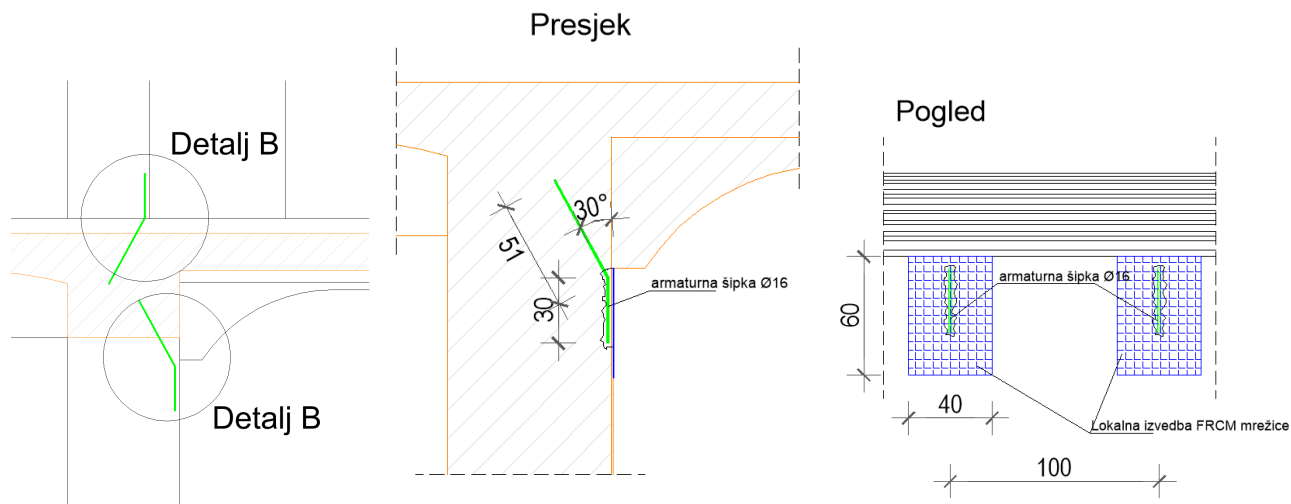 Presjek
Detalj B
Detalj B
30°
51
30
armaturna šipka Ø16
Pogled
armaturna šipka Ø16
60
40
Lokalna izvedba FRCM mrežice
100